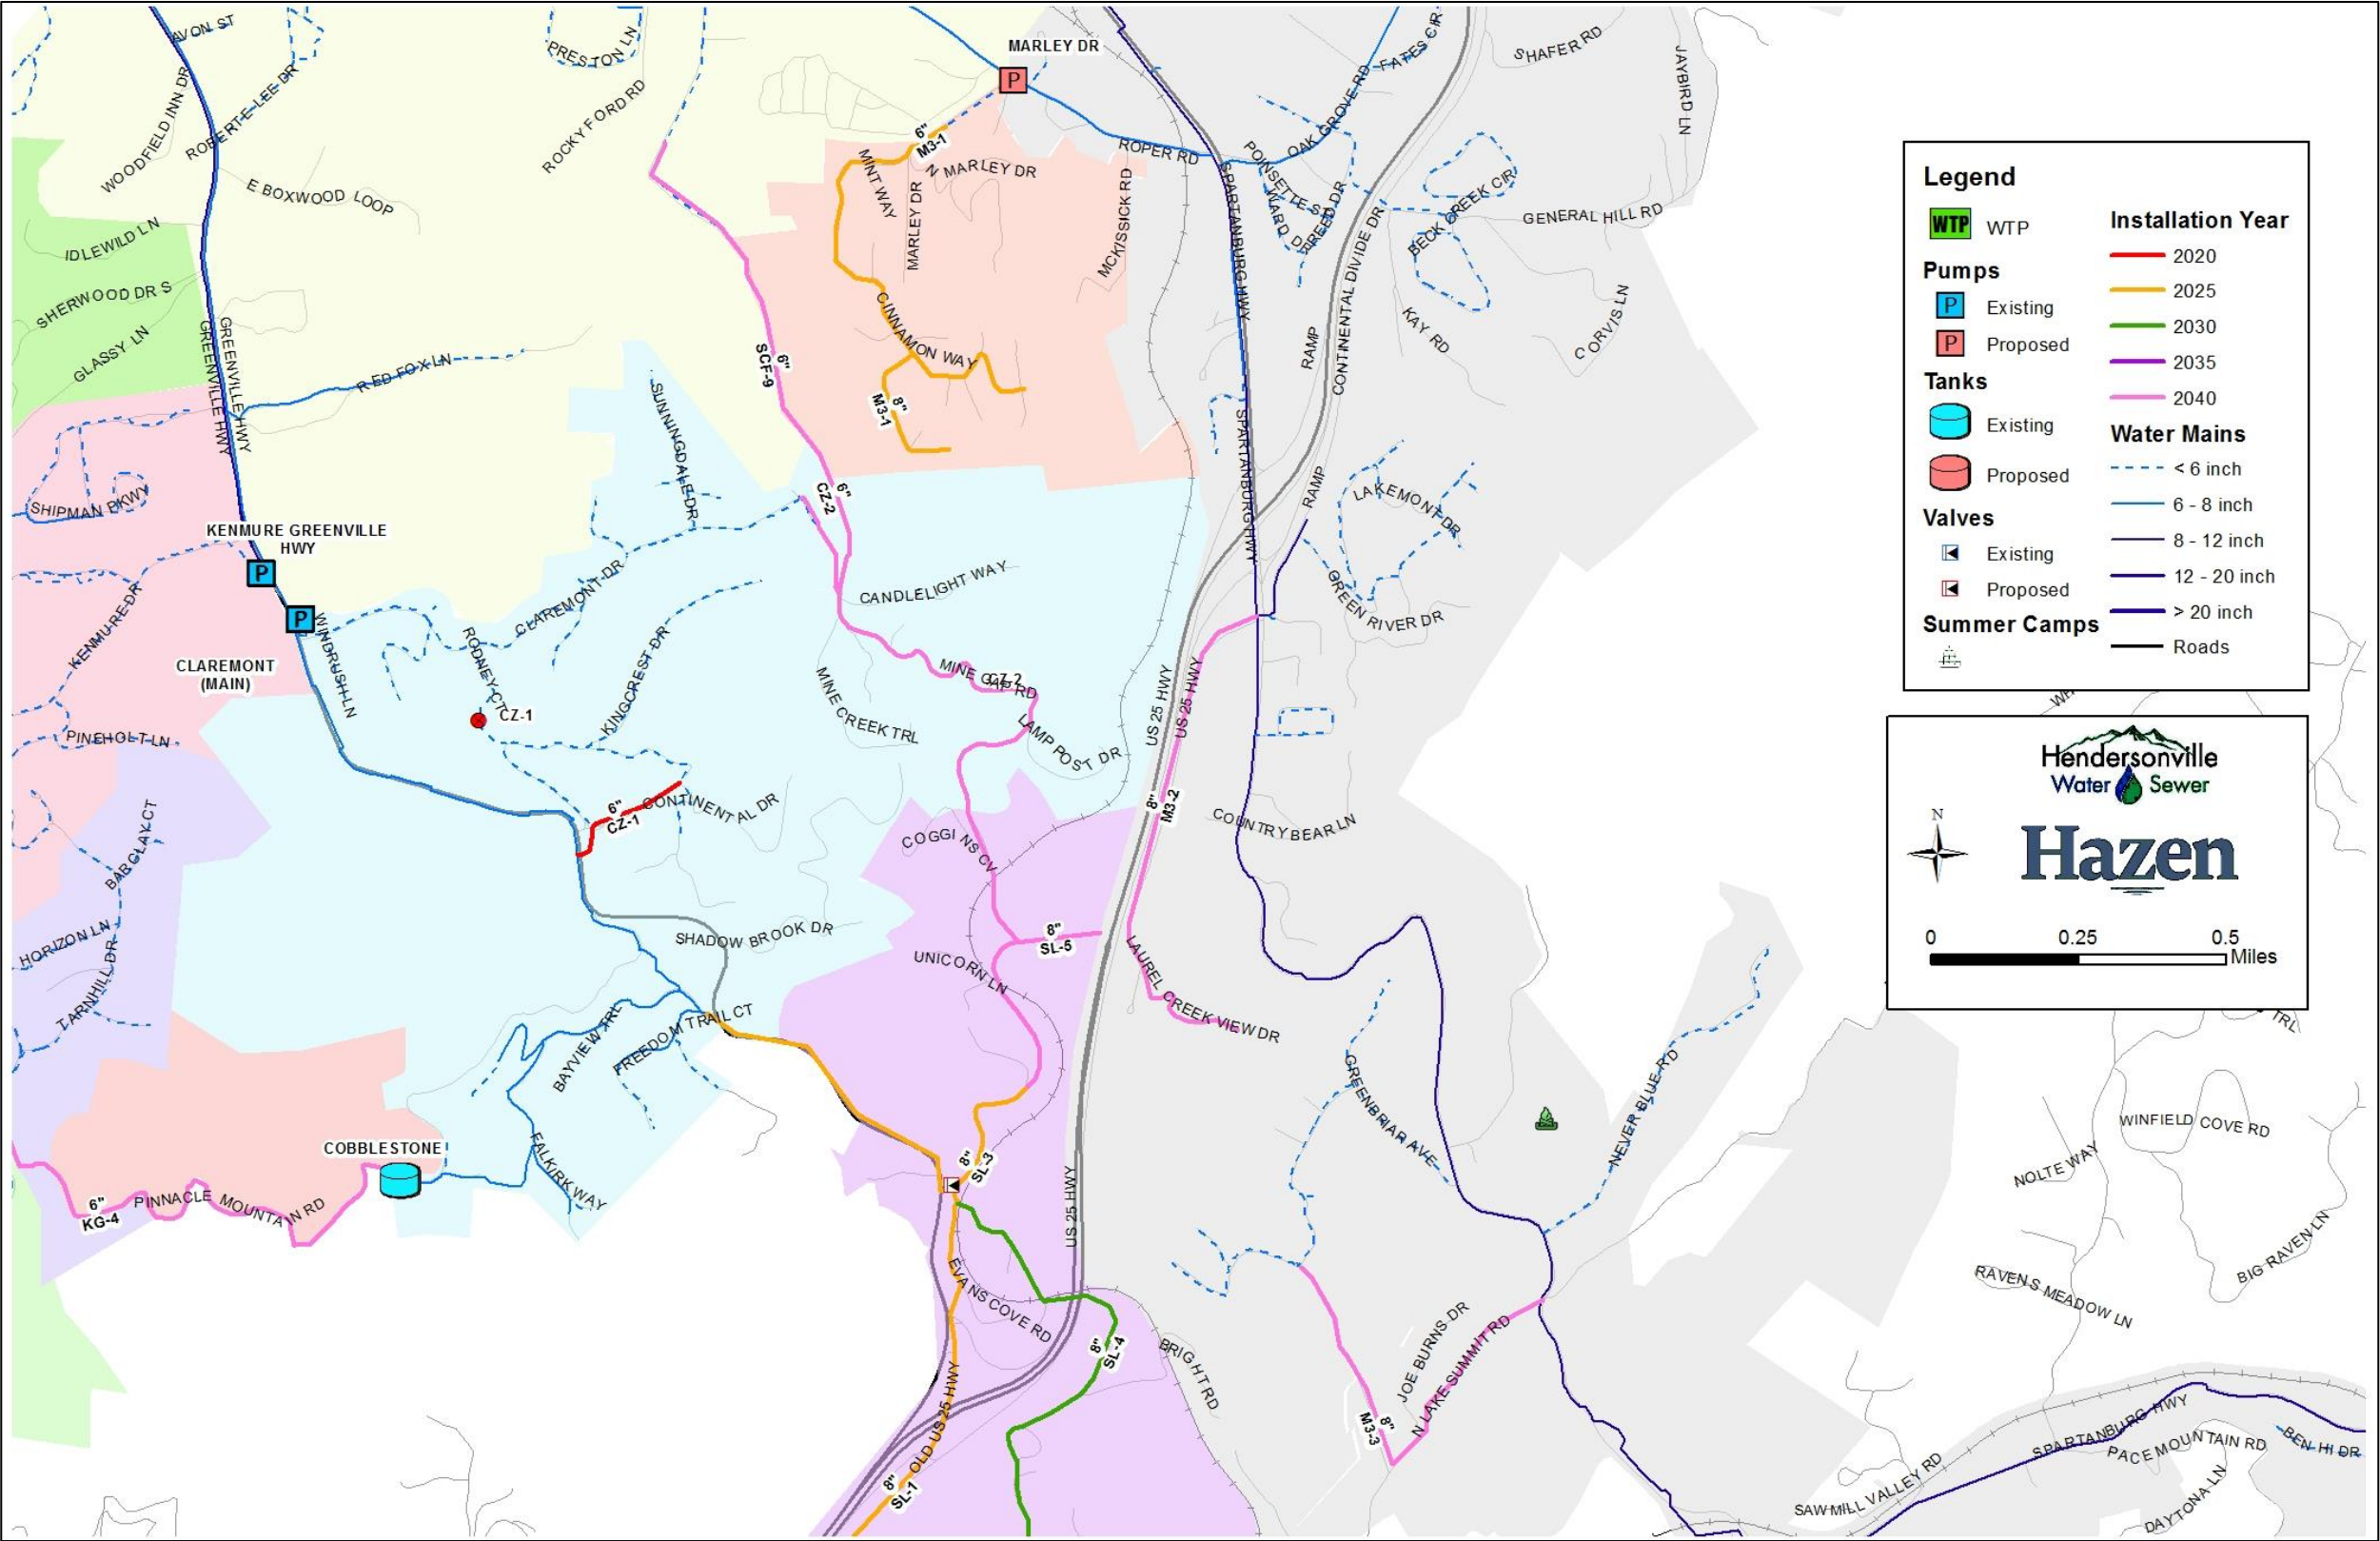 AVON ST
WOODFIELD INN DR
ROBERT E LEE DR
PRESTON LN
ROCKY FORD RD
MARLEY DR
P
FATES CIR
OAK GROVE RD
SHAFER RD
JAYBIRD LN
E BOXWOOD LOOP
IDLEWILD LN
SHERWOOD DR S
GLASSY LN
6"
M3-1
N MARLEY DR
MINT WAY
MARLEY DR
MCKISSICK RD
ROPER RD
SPARTANBURG HWY
POINSETTE ST
WARD DR
REED DR
BECK CREEK CIR
GENERAL HILL RD
CONTINENTAL DIVIDE DR
KAY RD
CORVIS LN
RAMP
GREENVILLE HWY
GREENVILLE HWY
RED FOX LN
6"
SCF-9
CINNAMON WAY
8"
M3-1
SUNNINGDALE DR
SPARTANBURG HWY
RAMP
LAKEMONT DR
SHIPMAN PKWY
KENMURE GREENVILLE
HWY
P
P
6"
CZ-2
CANDLELIGHT WAY
GREEN RIVER DR
KENMURE DR
WINDRUSH LN
CLAREMONT
(MAIN)
CLAREMONT DR
RODNEY CT
KINGCREST DR
CZ-1
MINE GAP RD
CZ-2
MINE CREEK TRL
LAMP POST DR
US 25 HWY
US 25 HWY
PINEHOLT LN
6"
CZ-1
CONTINENTAL DR
8"
M3-2
COUNTRY BEAR LN
BARCLAY CT
COGGINS CV
HORIZON LN
TARNHILL DR
SHADOW BROOK DR
8"
SL-5
UNICORN LN
LAUREL CREEK VIEW DR
BAYVIEW TRL
FREEDOM TRAIL CT
GREENBRIAR AVE
NEVER BLUE RD
COBBLESTONE
FALKIRK WAY
6"
KG-4
PINNACLE MOUNTAIN RD
8"
SL-3
US 25 HWY
EVANS COVE RD
8"
SL-4
BRIGHT RD
OLD US 25 HWY
8"
SL-1
JOE BURNS DR
N LAKE SUMMIT RD
8"
M3-3
TRL
WINFIELD COVE RD
NOLTE WAY
BIG RAVEN LN
RAVENS MEADOW LN
SPARTANBURG HWY
PACE MOUNTAIN RD
BEN HI DR
SAWMILL VALLEY RD
DAYTONA LN
Legend
WTP WTP
Pumps
P Existing
P Proposed
Tanks
Existing
Proposed
Valves
Existing
Proposed
Summer Camps
Installation Year
2020
2025
2030
2035
2040
Water Mains
< 6 inch
6 - 8 inch
8 - 12 inch
12 - 20 inch
> 20 inch
Roads
Hendersonville
Water Sewer
N
Hazen
0 0.25 0.5
Miles